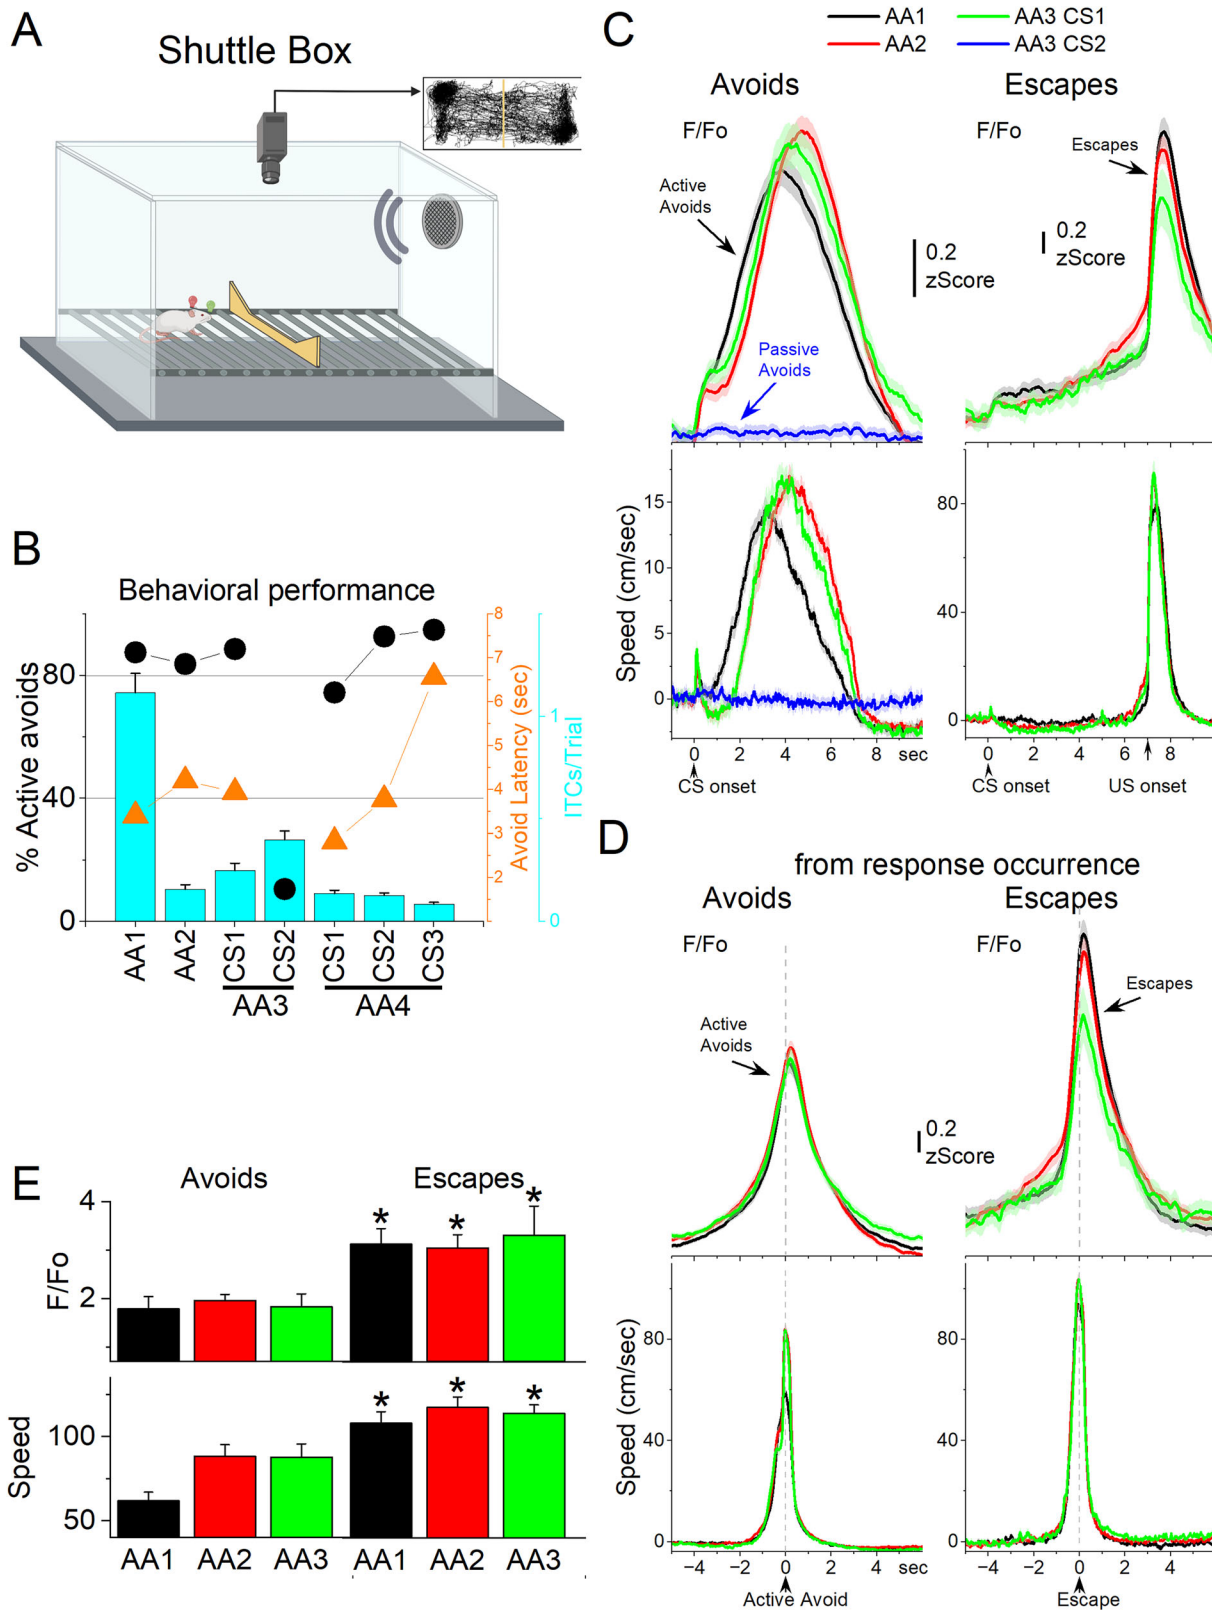 A
Shuttle Box
B
Behavioral performance
% Active avoids
80
40
0
8
7
6
5
4
3
2
Avoid Latency (sec)
1
0
ITCs/Trial
AA1
AA2
CS1
CS2
CS1
CS2
CS3
AA3
AA4
C
AA1
AA2
AA3 CS1
AA3 CS2
Avoids
Escapes
F/Fo
F/Fo
Active
Avoids
Escapes
0.2
zScore
0.2
zScore
Passive
Avoids
Speed (cm/sec)
15
10
5
0
80
40
0
0
2
4
6
8
sec
0
2
4
6
8
CS onset
CS onset
US onset
D
from response occurrence
Avoids
Escapes
F/Fo
F/Fo
Active
Avoids
Escapes
0.2
zScore
Speed (cm/sec)
80
40
0
80
40
0
−4
−2
0
2
4
sec
−4
−2
0
2
4
Active Avoid
Escape
E
Avoids
Escapes
F/Fo
4
2
*
*
*
Speed
100
50
*
*
*
AA1
AA2
AA3
AA1
AA2
AA3